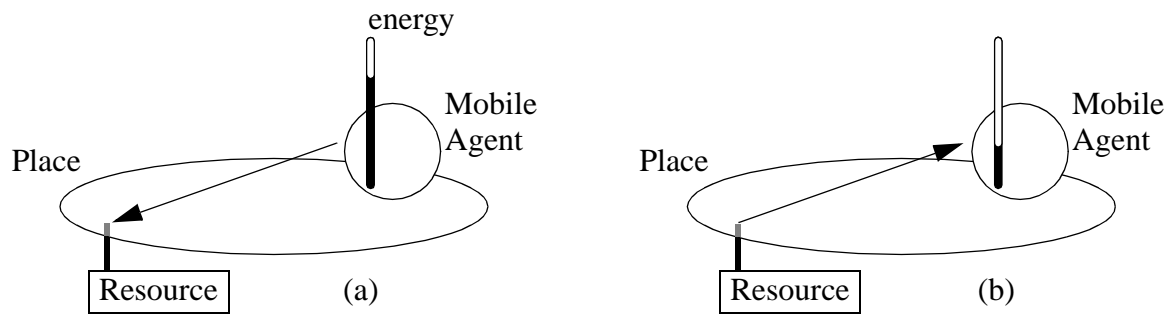 energy
Mobile
Agent
Place
Resource
(a)
Mobile
Agent
Place
Resource
(b)